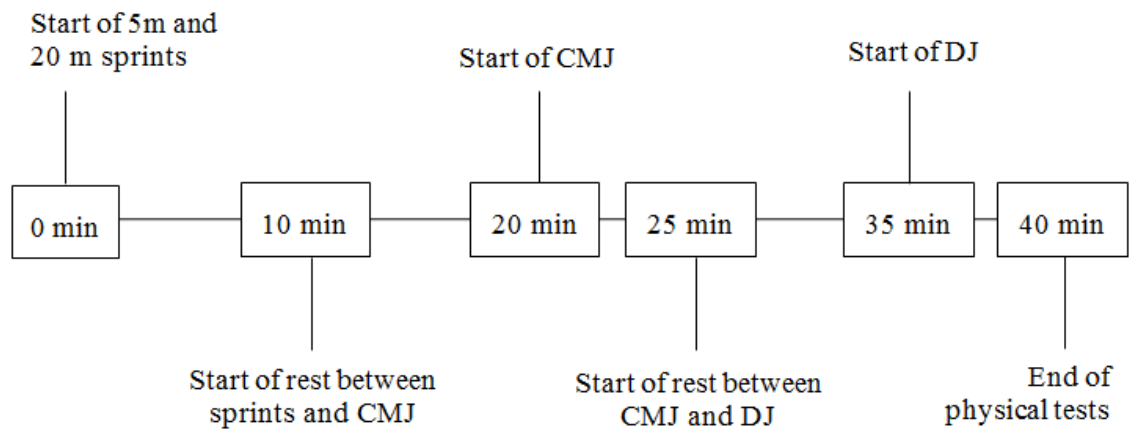 Start of 5m and
20 m sprints
Start of CMJ
Start of DJ
0 min
10 min
20 min
25 min
35 min
40 min
Start of rest between
sprints and CMJ
Start of rest between
CMJ and DJ
End of
physical tests